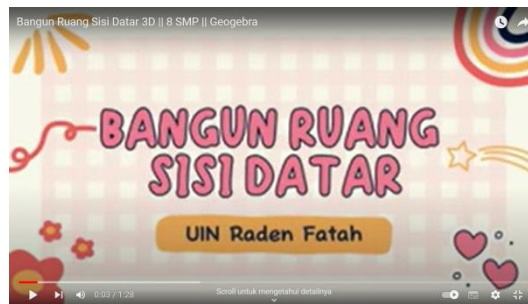 Bangun Ruang Sisi Datar 3D || 8 SMP || Geogebra
BANGUN RUANG
SISI DATAR
UIN Raden Fatah
0:03 / 1:28
Scroll untuk mengetahui detailnya